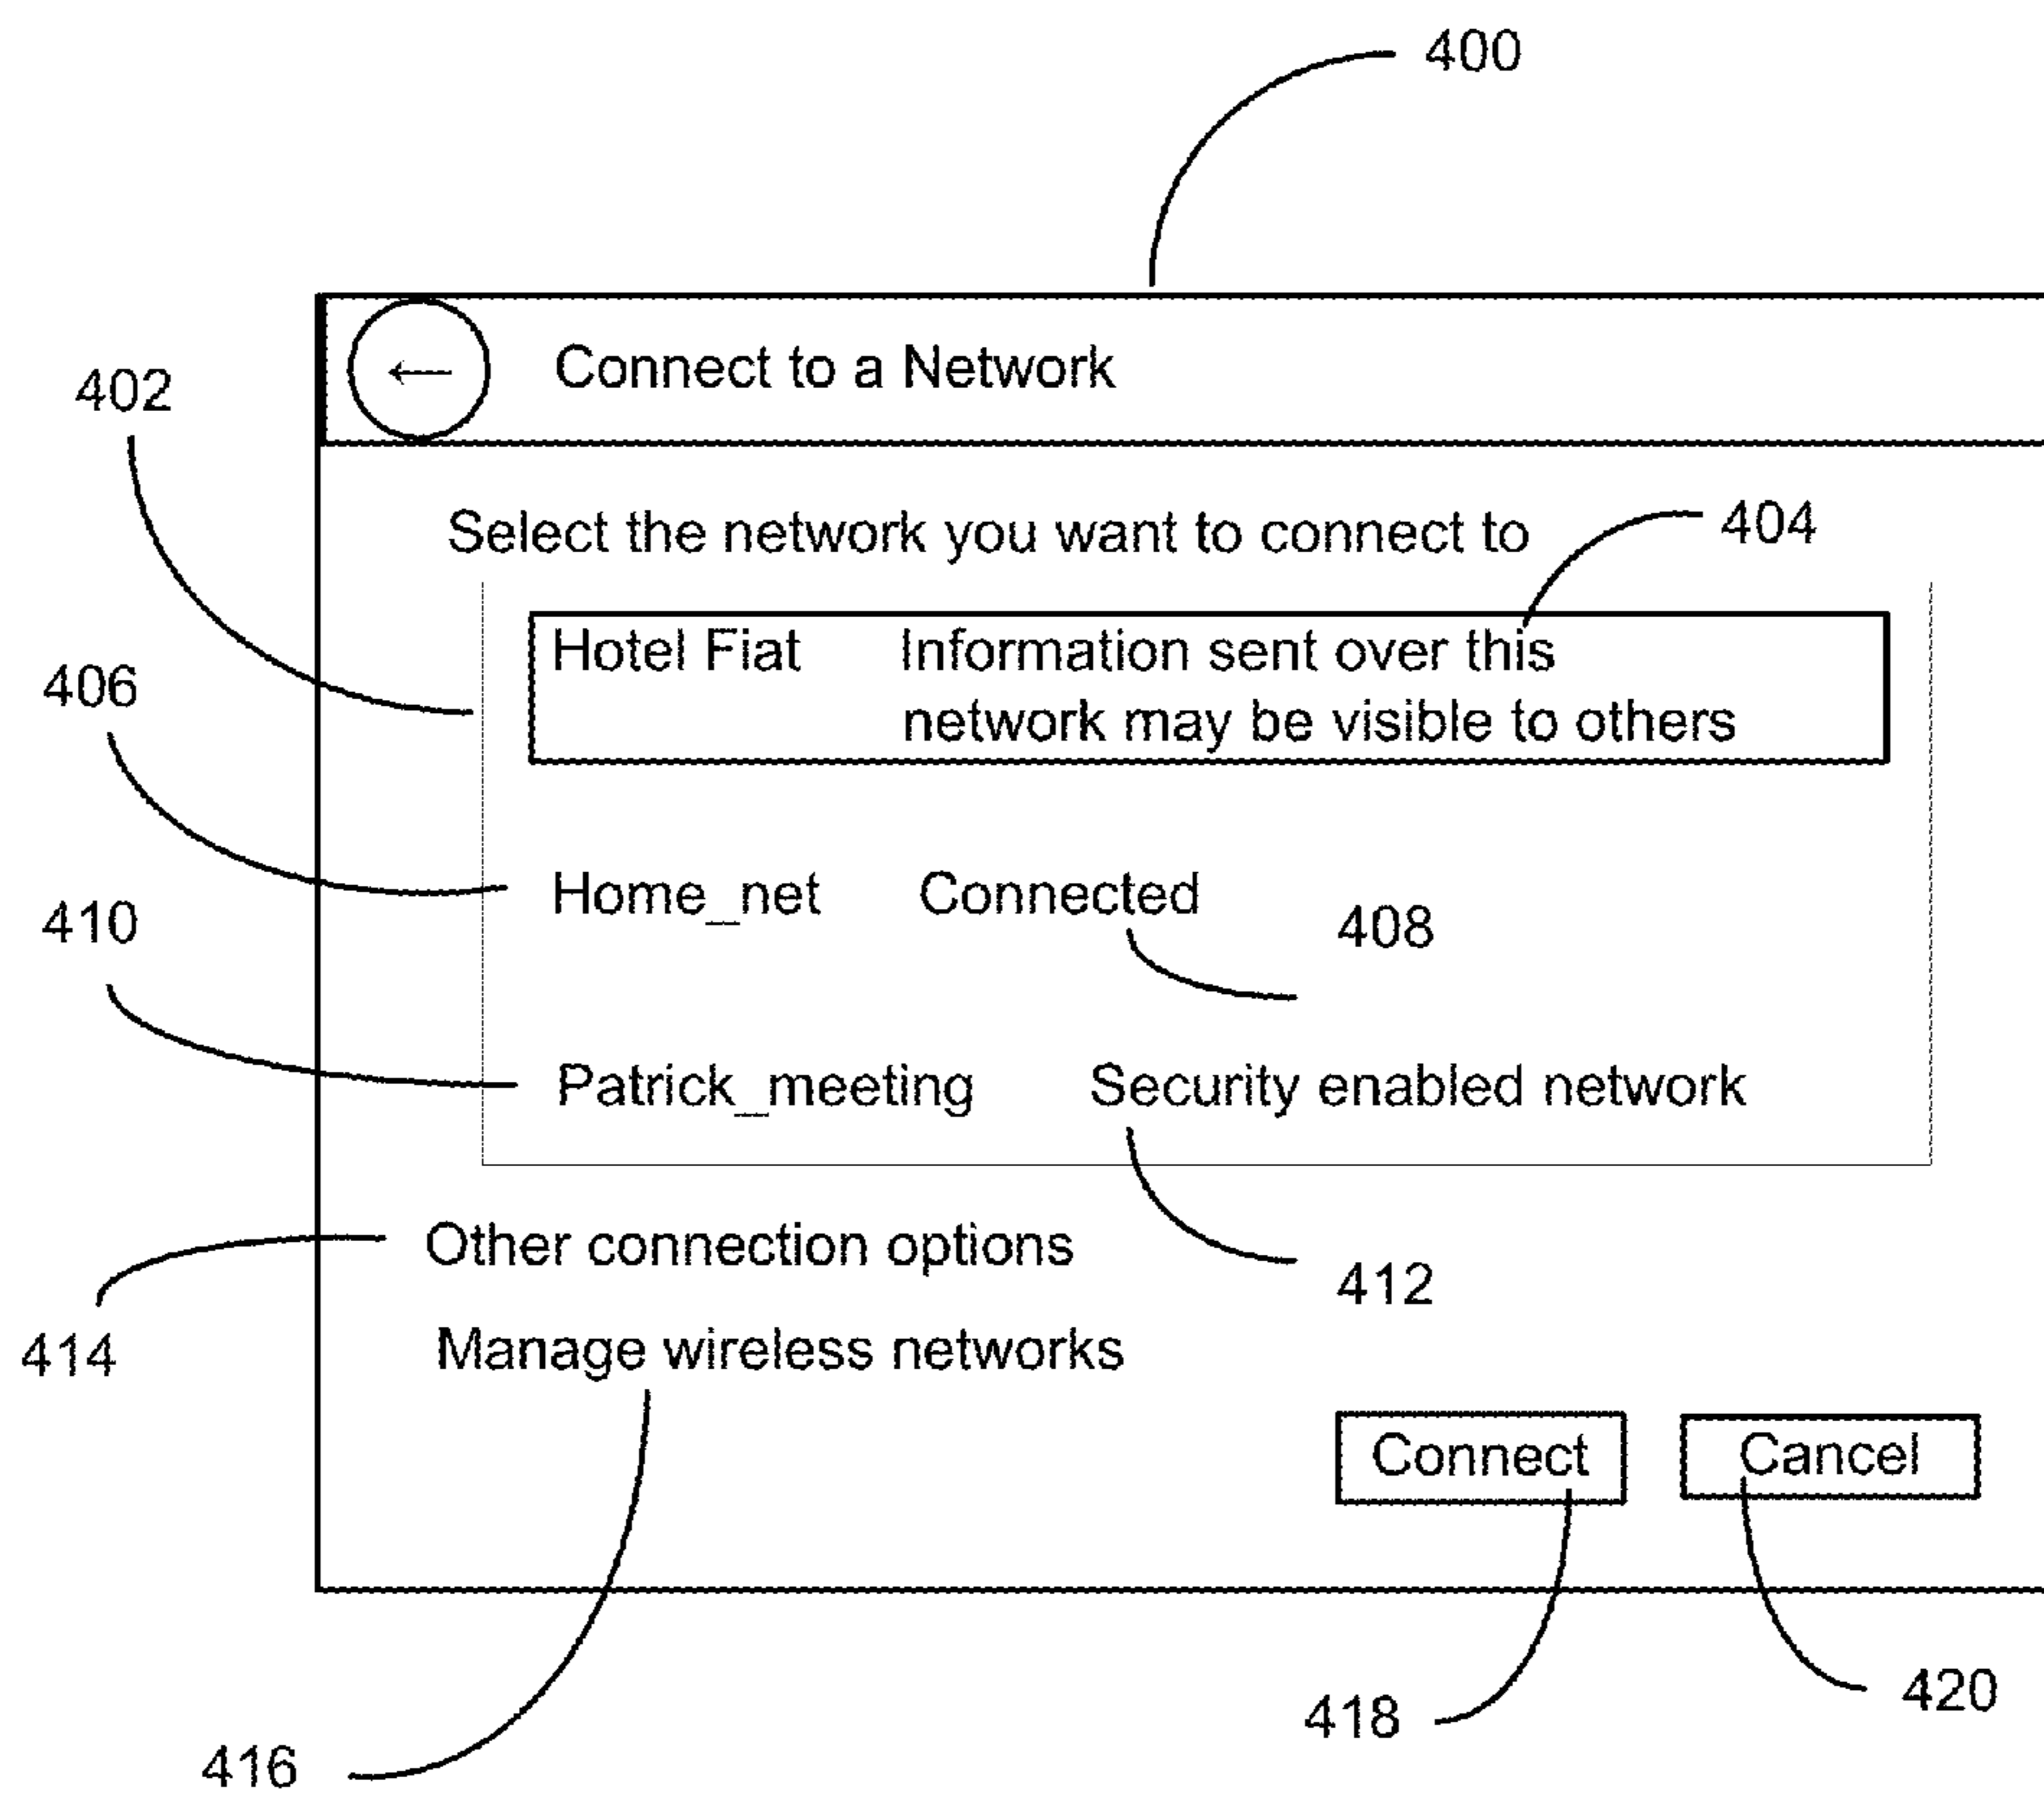 400
← Connect to a Network
402
Select the network you want to connect to
404
Hotel Fiat Information sent over this
network may be visible to others
406
Home_net Connected
408
410
Patrick_meeting Security enabled network
412
Other connection options
414
Manage wireless networks
416
Connect Cancel
418
420